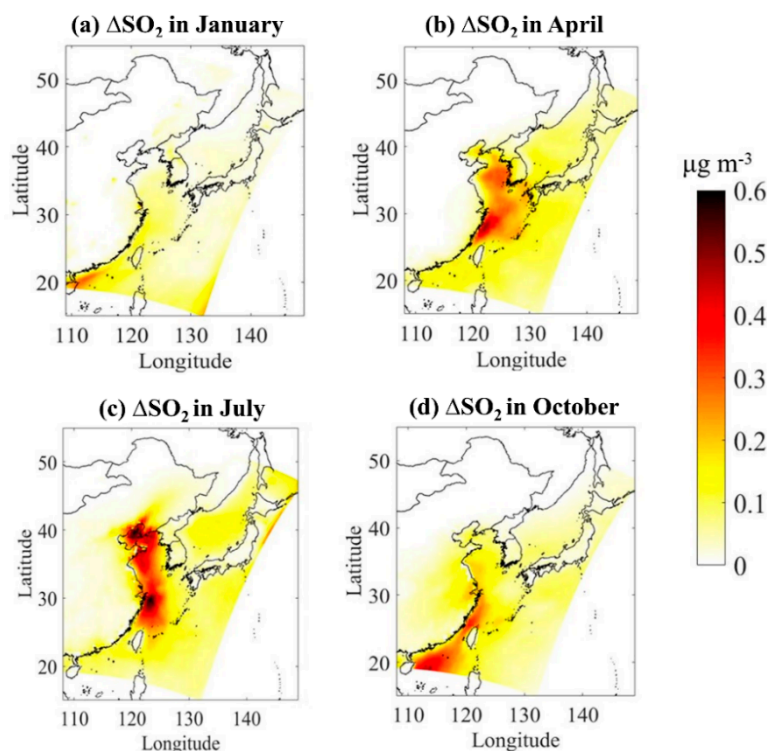 (a) ΔSO₂ in January
(b) ΔSO₂ in April
50
40
30
20
Latitude
110 120 130 140
Longitude
50
40
30
20
Latitude
110 120 130 140
Longitude
μg m⁻³
0.6
0.5
0.4
0.3
0.2
0.1
0
(c) ΔSO₂ in July
(d) ΔSO₂ in October
50
40
30
20
Latitude
110 120 130 140
Longitude
50
40
30
20
Latitude
110 120 130 140
Longitude